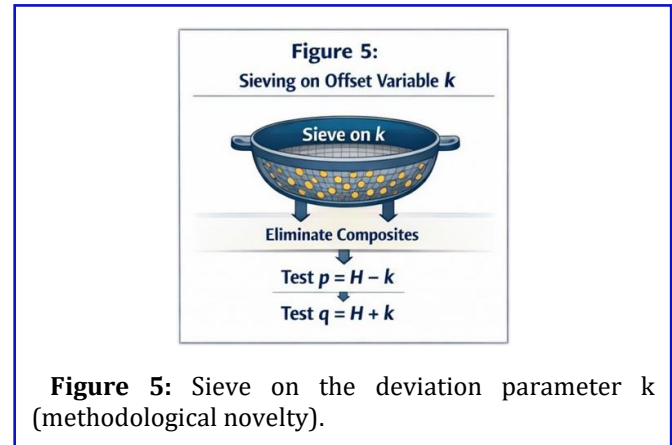 Figure 5:
Sieving on Offset Variable k
Sieve on k
Eliminate Composites
Test p = H − k
Test q = H + k
Figure 5: Sieve on the deviation parameter k
(methodological novelty).